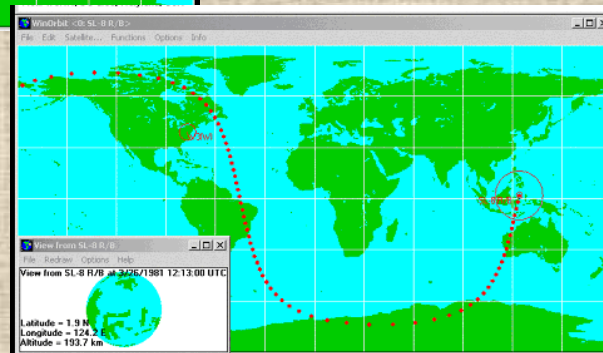 WinOrbit <0: SL-8 R/B>
File Edit Satellite... Functions Options Info
View from SL-8 R/B
File Redraw Options Help
View from SL-8 R/B at 3/26/1981 12:13:00 UTC
Latitude = 1.9 N
Longitude = 124.2 E
Altitude = 193.7 km